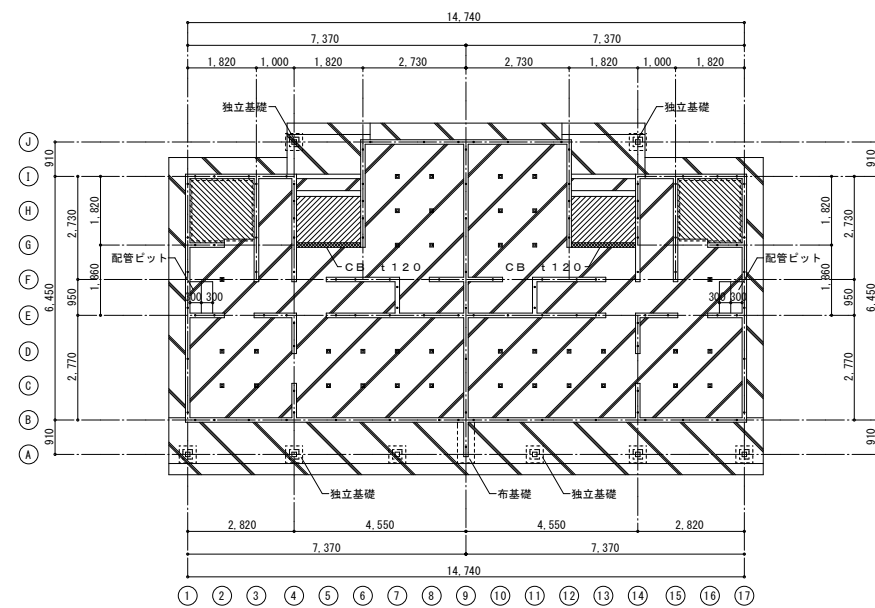 14,740
7,370 7,370
1,820 1,000 1,820 2,730 2,730 1,820 1,000 1,820
独立基礎 独立基礎
J
910 910
I
H
1,820 2,730 1,820 2,730
G
配管ピット CB t120 CB t120 配管ピット
F
6,450 950 1,860 1,860 950 6,450
300 300 300 300
E
D
2,770 2,770
C
B
910 910
A
独立基礎 布基礎 独立基礎
2,820 4,550 4,550 2,820
7,370 7,370
14,740
1 2 3 4 5 6 7 8 9 10 11 12 13 14 15 16 17